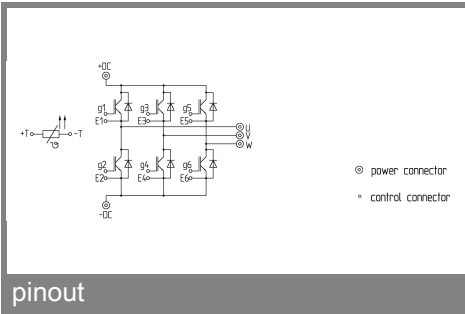 +DC
g1 g3 g5
E1 E3 E5
+T -T
ϑ
U
V
W
g2 g4 g6
E2 E4 E6
-DC
power connector
control connector
pinout